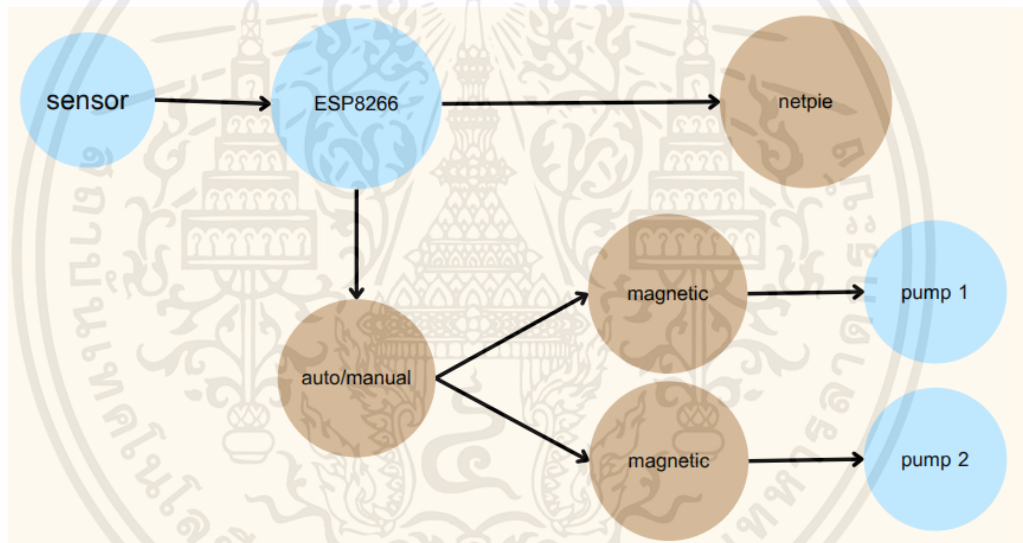 sensor
ESP8266
netpie
auto/manual
magnetic
pump 1
magnetic
pump 2